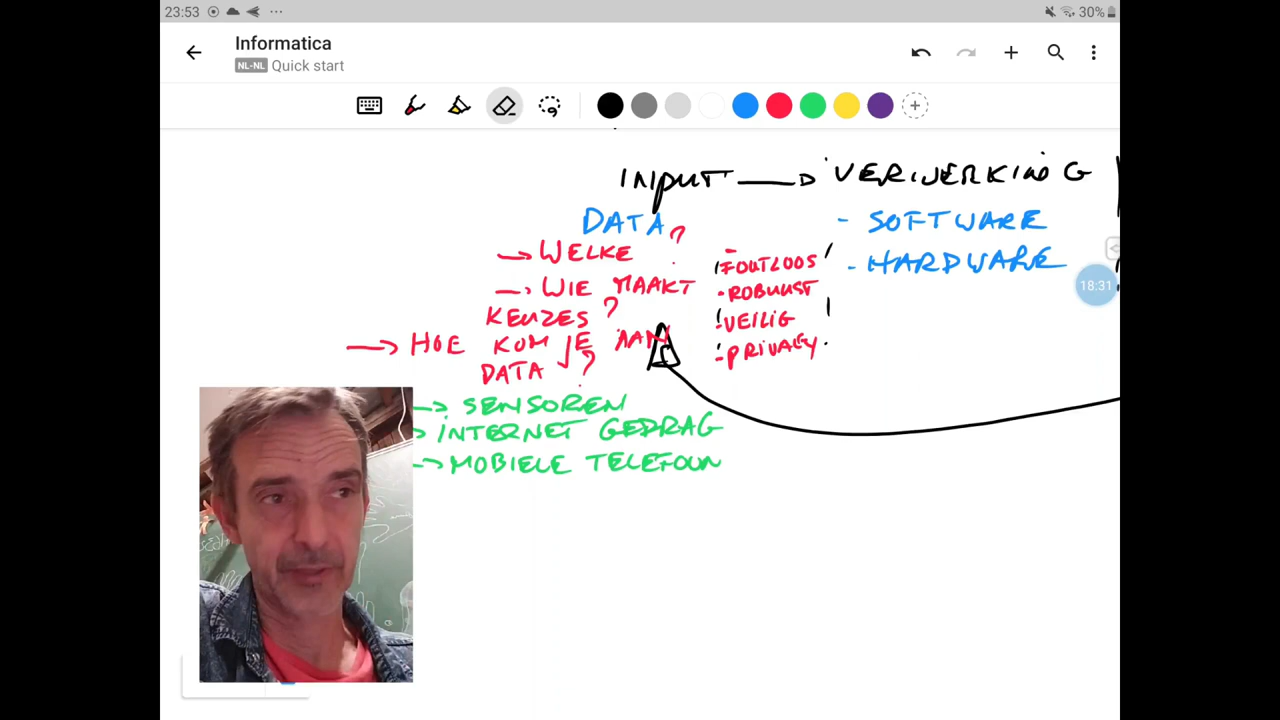 23:53
30%
Informatica
NL-NL Quick start
INPUT → VERWERKING
DATA
- SOFTWARE
- HARDWARE
→ WELKE ?
→ WIE MAAKT
KEUZES ?
→ HOE KOM JE AAN
DATA ?
- FOUTLOOS
- ROBUUST
- VEILIG
- PRIVACY
18:31
→ SENSOREN
→ INTERNET GEDRAG
→ MOBIELE TELEFOON